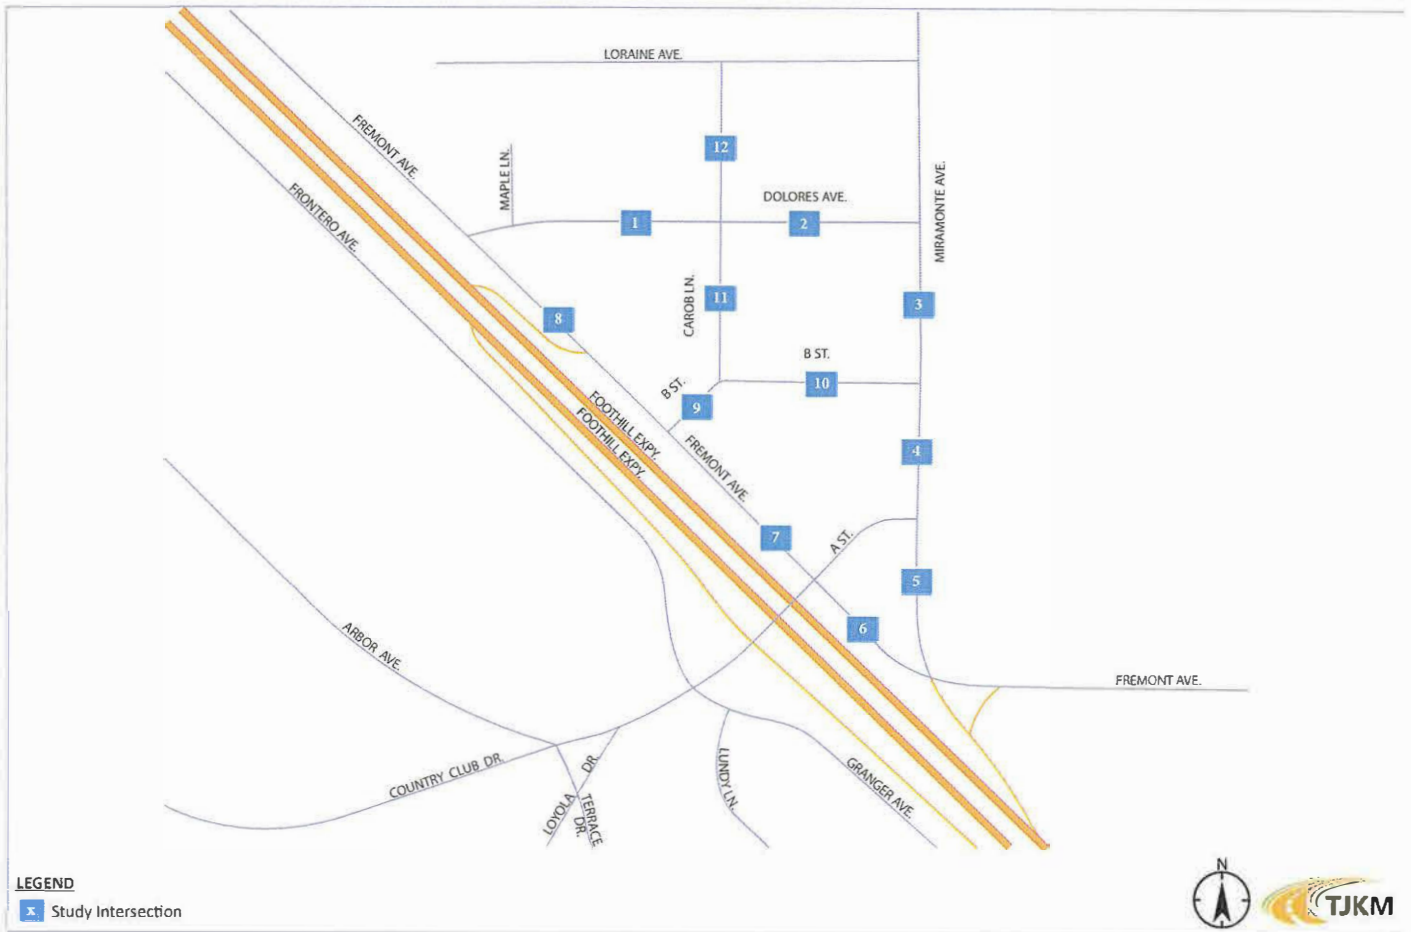 LORAINE AVE.
FREMONT AVE.
MAPLE LN.
12
DOLORES AVE.
MIRAMONTE AVE.
FRONTERO AVE.
1
2
CAROB LN.
11
3
8
B ST.
10
B ST.
9
FOOTHILL EXPY.
FOOTHILL EXPY.
FREMONT AVE.
4
7
A ST.
5
6
ARBOR AVE.
FREMONT AVE.
COUNTRY CLUB DR.
LOYOLA DR
TERRACE
DR.
LUNDY LN.
GRANGER AVE.
LEGEND
X Study Intersection
N
TJKM